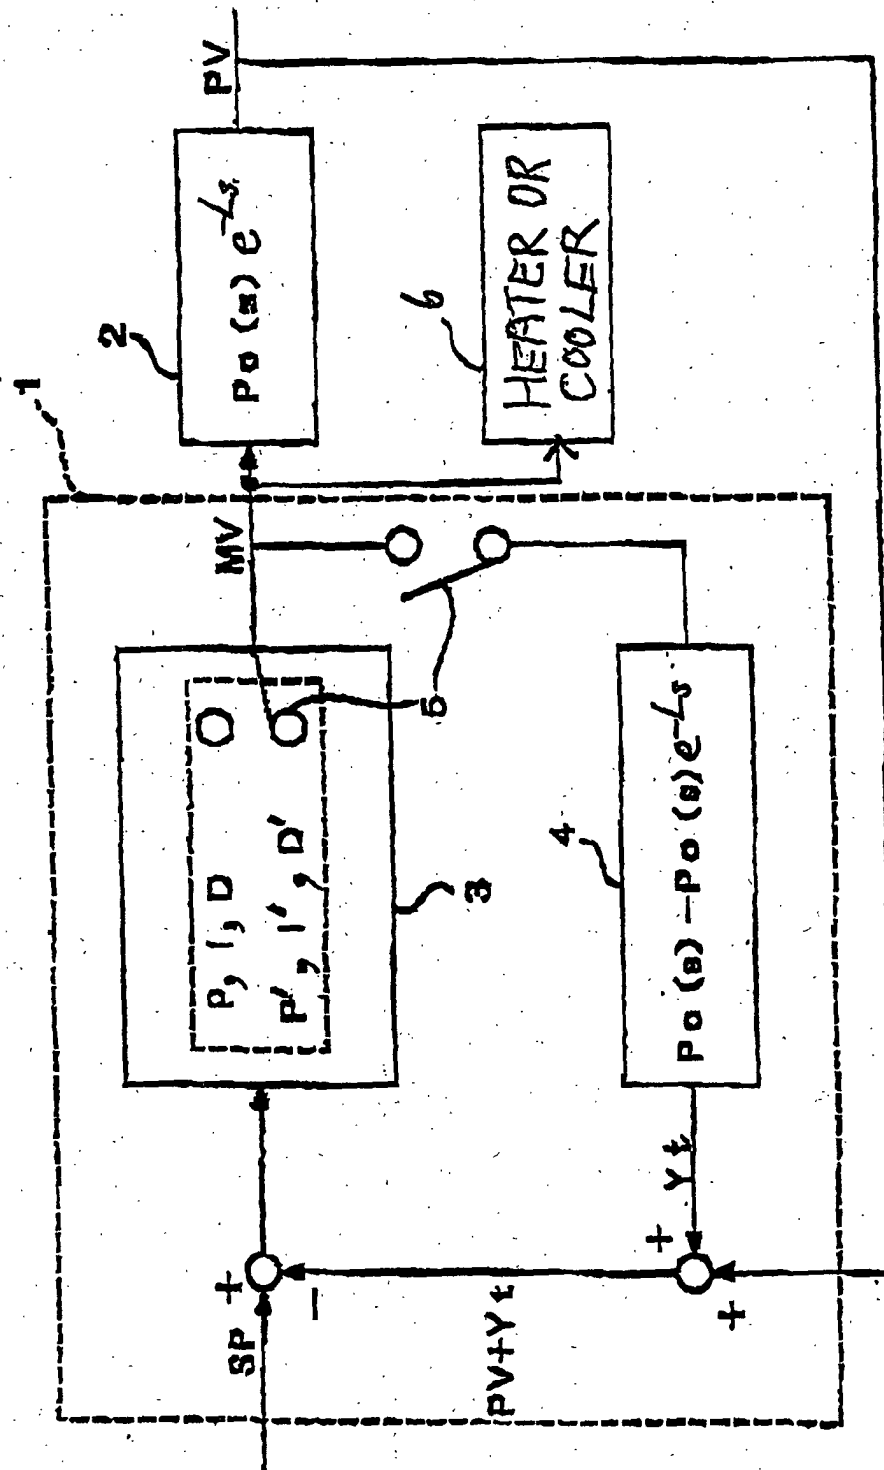 1
2
Po(s)e^-Ls
PV
6
HEATER OR
COOLER
MV
SP
+
−
P, I, D
P', I', D'
3
5
4
Po(s)-Po(s)e^-Ls
Yt
+
+
PV+Yt